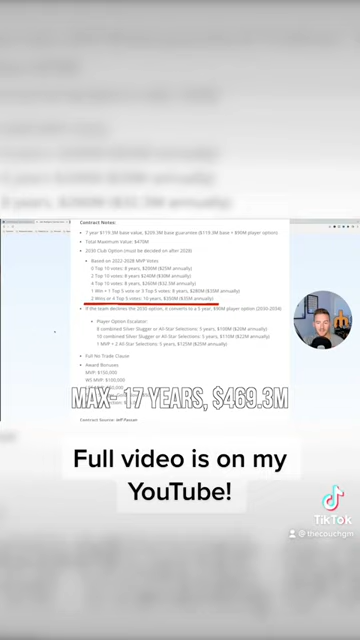 Contract Notes:
7 year $119.3M base value, $209.3M base guarantee ($119.3M base + $90M player option)
Total Maximum Value: $470M
2030 Club Option (must be decided on after 2028)
Based on 2022-2028 MVP Votes
0 Top 10 votes: 8 years, $200M ($25M annually)
2 Top 10 votes: 8 years, $240M ($30M annually)
4 Top 10 votes: 8 years, $260M ($32.5M annually)
1 Win + 1 Top 5 votes or 3 Top 5 votes: 8 years, $280M ($35M annually)
2 Wins or 4 Top 5 votes: 10 years, $350M ($35M annually)
If the team declines the 2030 option, it converts to a 5 year, $90M player option (2030-2034)
Player Option Escalator
8 combined Silver Slugger or All-Star Selections: 5 years, $100M ($20M annually)
10 combined Silver Slugger or All-Star Selections: 5 years, $110M ($22M annually)
1 MVP + 2 All-Star Selections: 5 years, $125M ($25M annually)
Full No Trade Clause
Award Bonuses
MVP: $150,000
WS MVP: $100,000
MAX- 17 YEARS, $469.3M
Contract Source: Jeff Passan
Full video is on my
YouTube!
TikTok
@thecouchgm